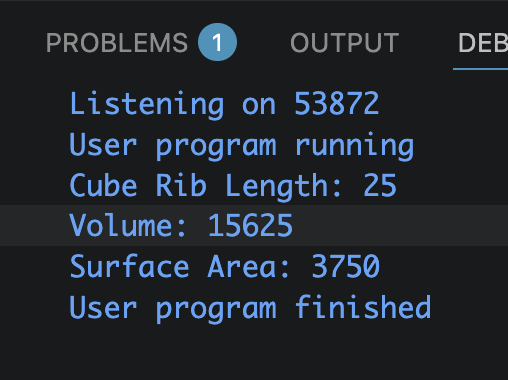 PROBLEMS 1 OUTPUT DEB
Listening on 53872
User program running
Cube Rib Length: 25
Volume: 15625
Surface Area: 3750
User program finished